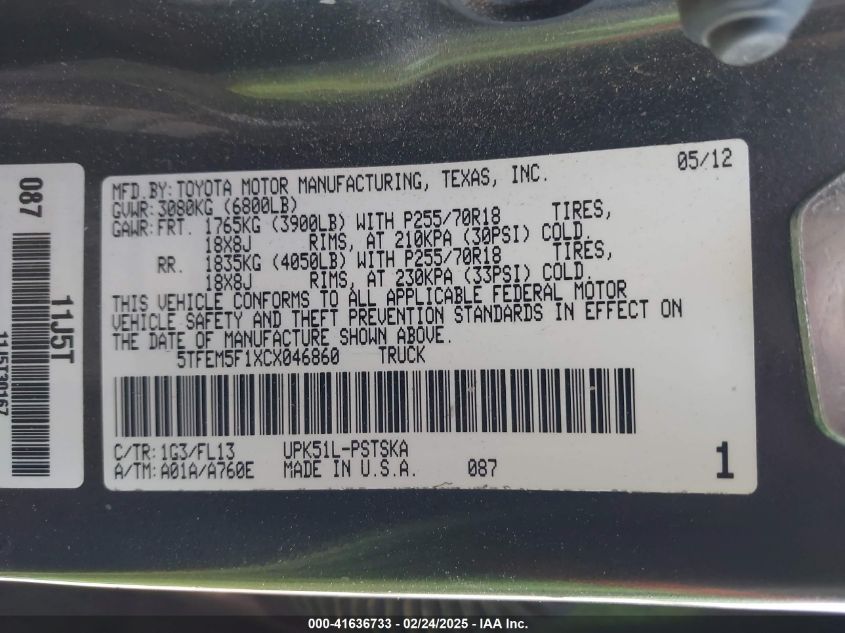 087
11J5T
11J5T30167
05/12
MFD.BY: TOYOTA MOTOR MANUFACTURING, TEXAS, INC.
GVWR: 3080KG (6800LB)
GAWR: FRT. 1765KG (3900LB) WITH P255/70R18 TIRES,
18X8J RIMS, AT 210KPA (30PSI) COLD.
RR. 1835KG (4050LB) WITH P255/70R18 TIRES,
18X8J RIMS, AT 230KPA (33PSI) COLD.
THIS VEHICLE CONFORMS TO ALL APPLICABLE FEDERAL MOTOR
VEHICLE SAFETY AND THEFT PREVENTION STANDARDS IN EFFECT ON
THE DATE OF MANUFACTURE SHOWN ABOVE.
5TFEM5F1XCX046860 TRUCK
C/TR: 1G3/FL13 UPK51L-PSTSKA
A/TM: A01A/A760E MADE IN U.S.A. 087 1
000-41636733 - 02/24/2025 - IAAI.com